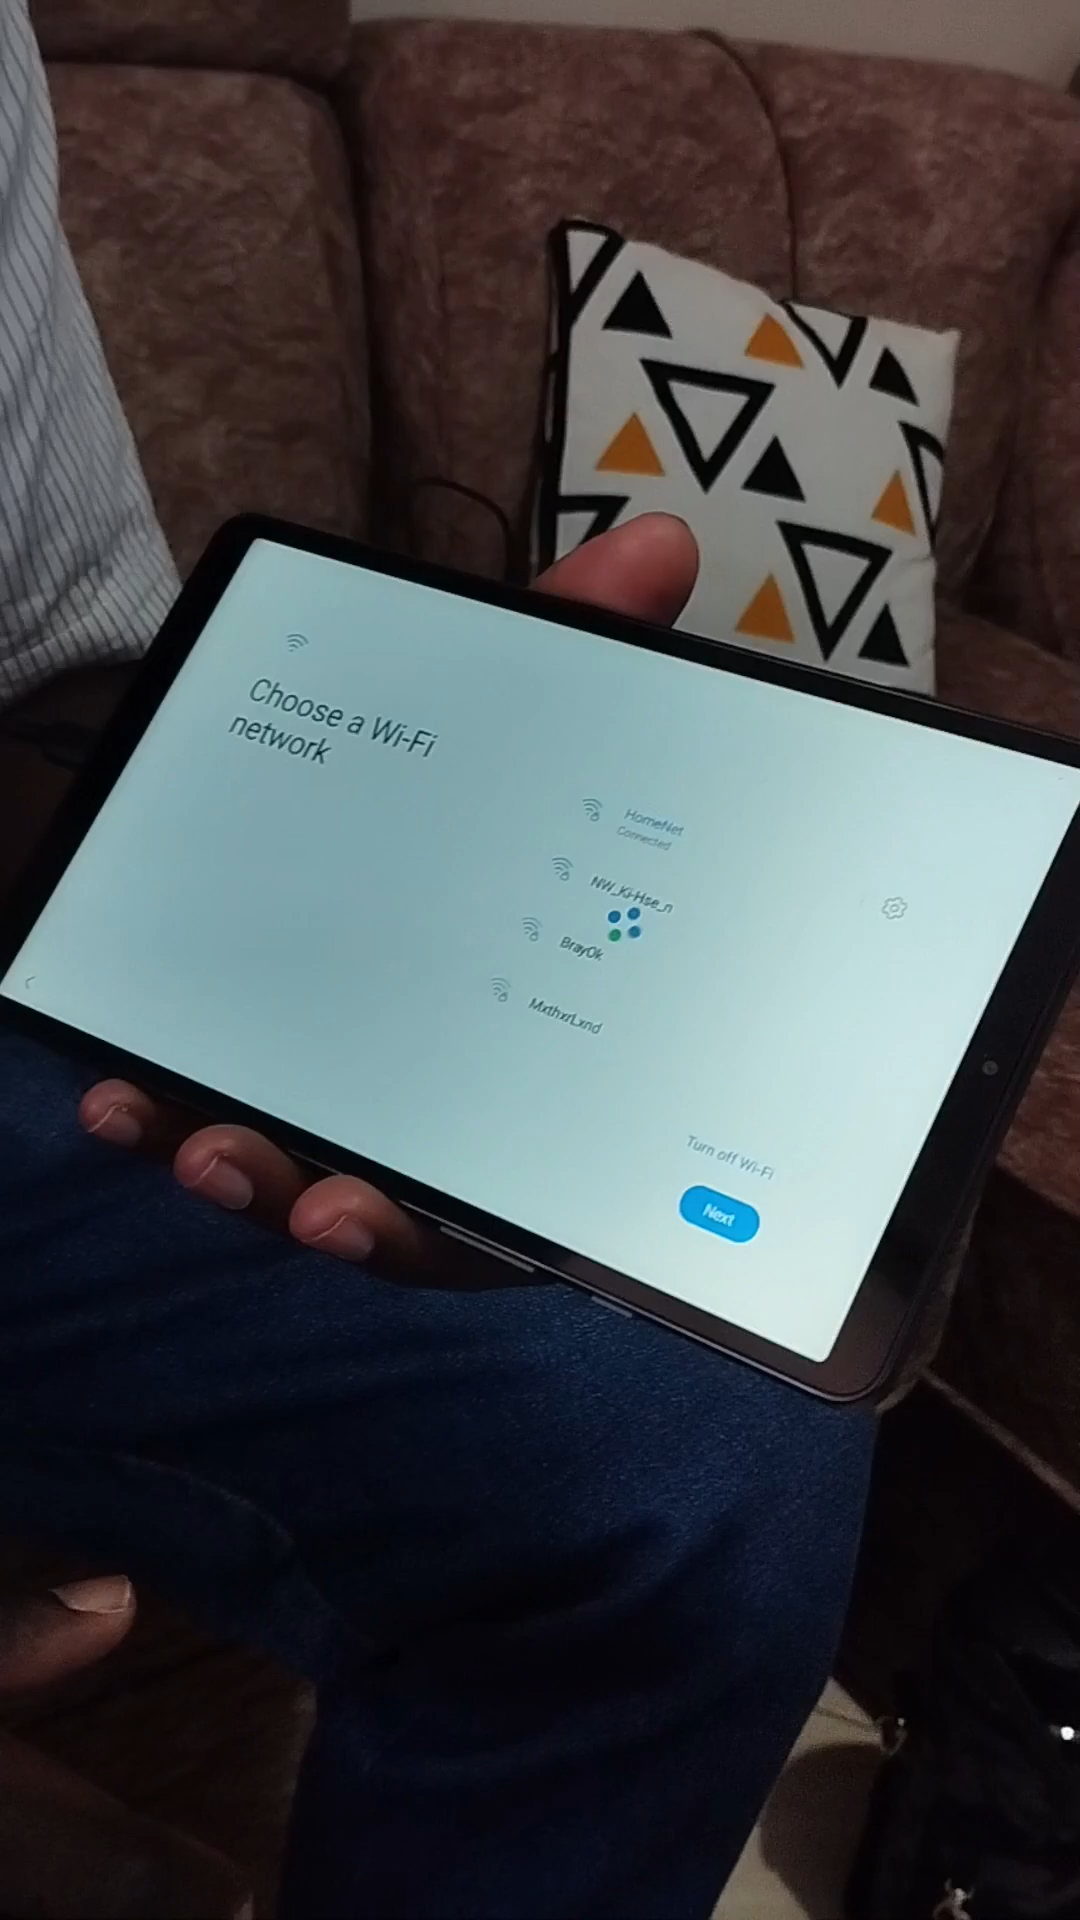 Choose a Wi-Fi
network
HomeNet
Connected
NW_Ki-Hse_n
BrayOk
MxthxrLxnd
Turn off Wi-Fi
Next